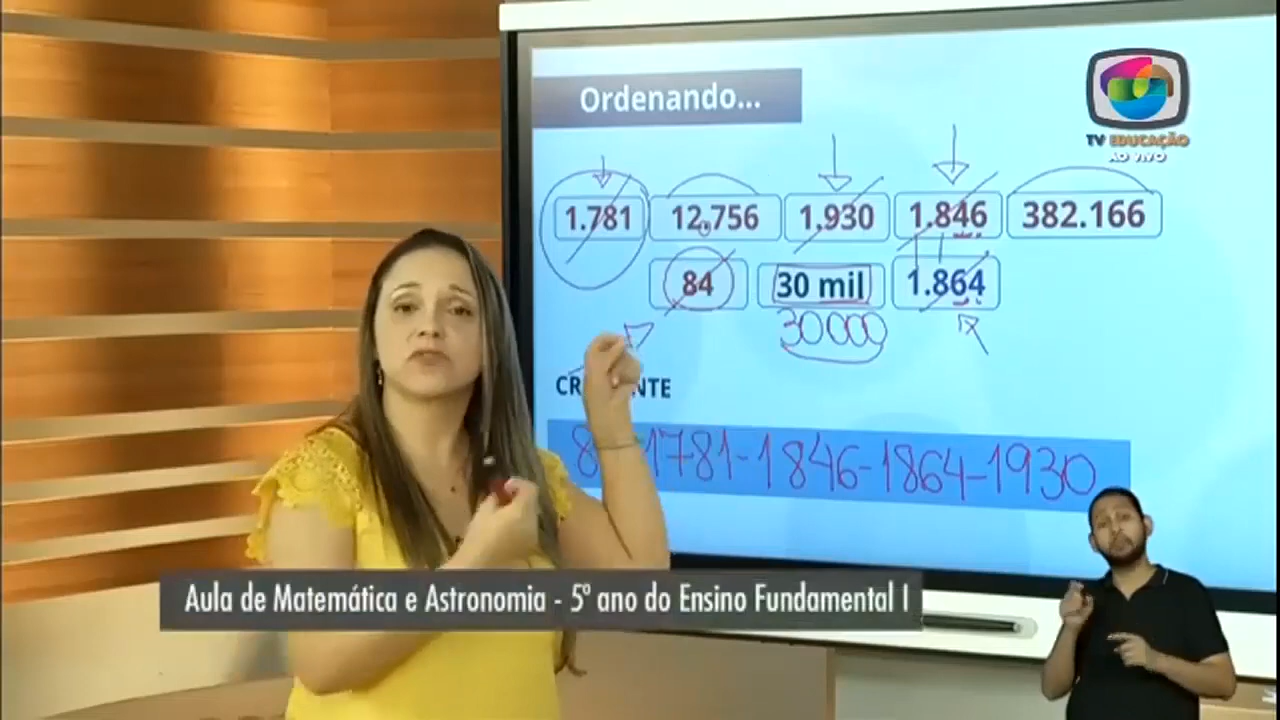 Ordenando...
TV EDUCAÇÃO
AO VIVO
1.781 12.756 1.930 1.846 382.166
84 30 mil 1.864
30000
8 1781-1846-1864-1930
Aula de Matemática e Astronomia - 5º ano do Ensino Fundamental I